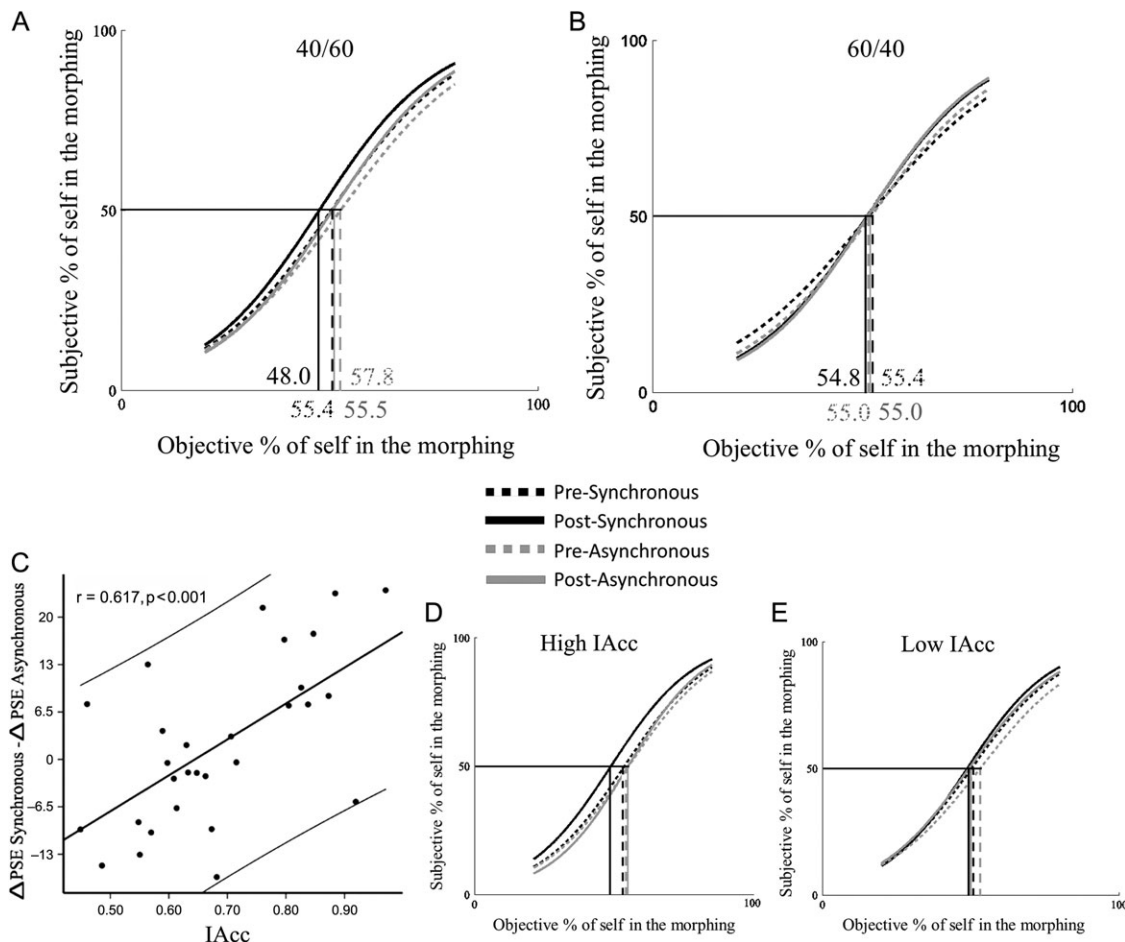 A
40/60
Subjective % of self in the morphing
100
50
0
48.0
57.8
55.4
55.5
0
100
Objective % of self in the morphing
B
60/40
Subjective % of self in the morphing
100
50
0
54.8
55.4
55.0
55.0
0
100
Objective % of self in the morphing
Pre-Synchronous
Post-Synchronous
Pre-Asynchronous
Post-Asynchronous
C
r = 0.617, p<0.001
ΔPSE Synchronous - ΔPSE Asynchronous
20
13
6.5
0
−6.5
−13
0.50
0.60
0.70
0.80
0.90
IAcc
D
High IAcc
Subjective % of self in the morphing
100
50
0
0
100
Objective % of self in the morphing
E
Low IAcc
Subjective % of self in the morphing
100
50
0
0
100
Objective % of self in the morphing